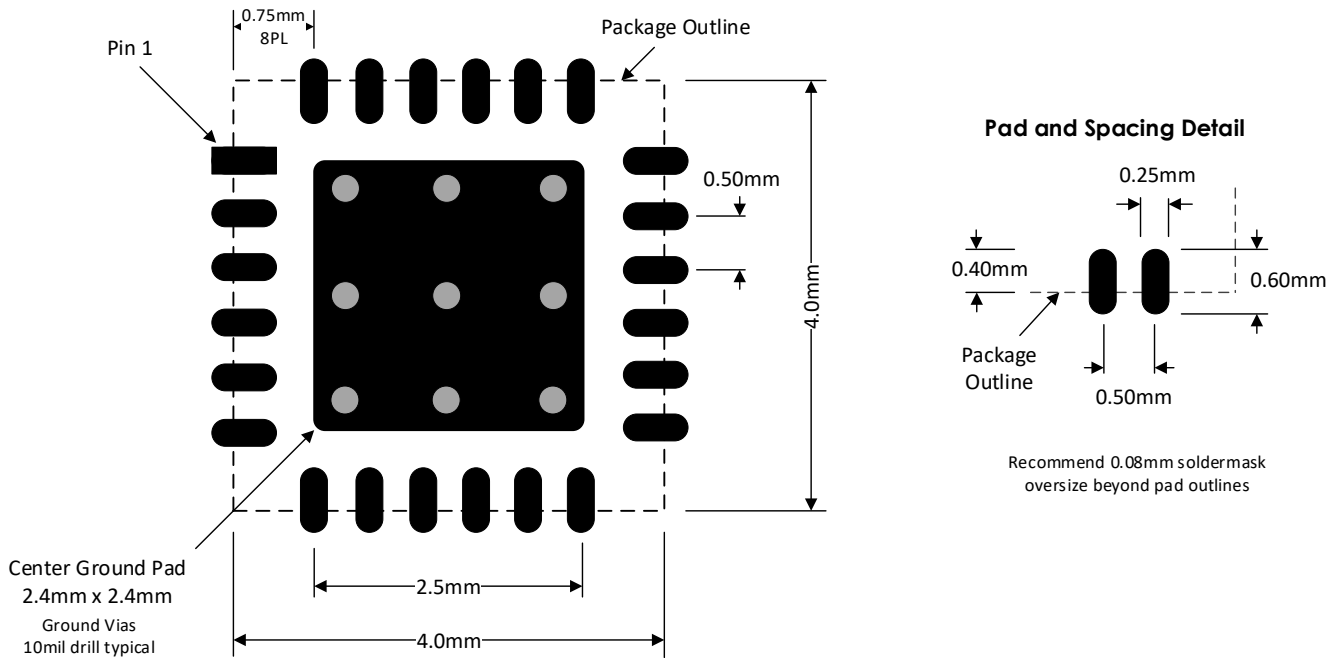 0.75mm
8PL
Package Outline
Pin 1
Pad and Spacing Detail
0.50mm
0.25mm
0.40mm
0.60mm
4.0mm
Package
Outline
0.50mm
Recommend 0.08mm soldermask
oversize beyond pad outlines
Center Ground Pad
2.4mm x 2.4mm
Ground Vias
10mil drill typical
2.5mm
4.0mm